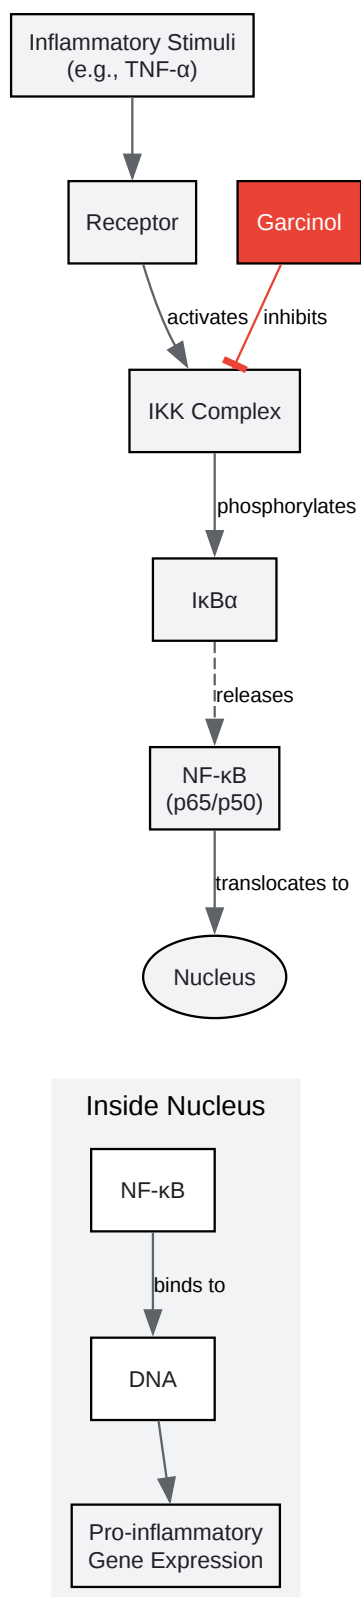 Inflammatory Stimuli
(e.g., TNF-α)
Receptor
Garcinol
activates
inhibits
IKK Complex
phosphorylates
IκBα
releases
NF-κB
(p65/p50)
translocates to
Nucleus
Inside Nucleus
NF-κB
binds to
DNA
Pro-inflammatory
Gene Expression